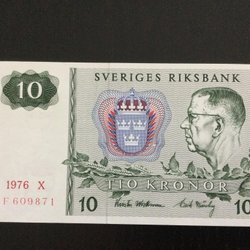 10
SVERIGES RIKSBANK
1976 X
F 609871
TIO KRONOR
10
10